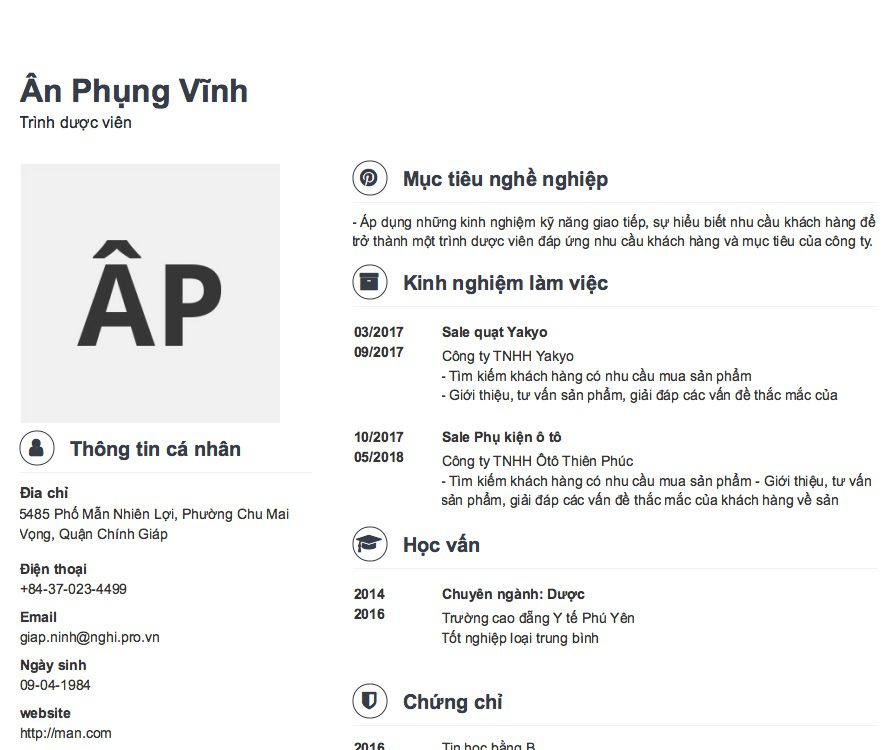 Ân Phụng Vĩnh
Trình dược viên
ÂP
Thông tin cá nhân
Đia chỉ
5485 Phố Mẫn Nhiên Lợi, Phường Chu Mai
Vọng, Quận Chính Giáp
Điện thoại
+84-37-023-4499
Email
giap.ninh@nghi.pro.vn
Ngày sinh
09-04-1984
website
http://man.com
Mục tiêu nghề nghiệp
- Áp dụng những kinh nghiệm kỹ năng giao tiếp, sự hiểu biết nhu cầu khách hàng để
trở thành một trình dược viên đáp ứng nhu cầu khách hàng và mục tiêu của công ty.
Kinh nghiệm làm việc
03/2017 Sale quạt Yakyo
09/2017 Công ty TNHH Yakyo
- Tìm kiếm khách hàng có nhu cầu mua sản phẩm
- Giới thiệu, tư vấn sản phẩm, giải đáp các vấn đề thắc mắc của
10/2017 Sale Phụ kiện ô tô
05/2018 Công ty TNHH Ôtô Thiên Phúc
- Tìm kiếm khách hàng có nhu cầu mua sản phẩm - Giới thiệu, tư vấn
sản phẩm, giải đáp các vấn đề thắc mắc của khách hàng về sản
Học vấn
2014 Chuyên ngành: Dược
2016 Trường cao đẵng Y tế Phú Yên
Tốt nghiệp loại trung bình
Chứng chỉ
2016 Tin học bằng B